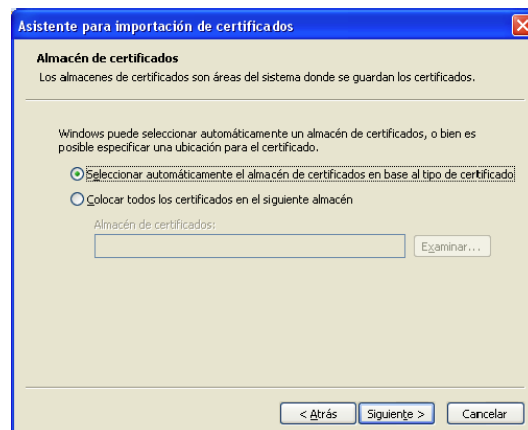 Asistente para importación de certificados
Almacén de certificados
Los almacenes de certificados son áreas del sistema donde se guardan los certificados.
Windows puede seleccionar automáticamente un almacén de certificados, o bien es
posible especificar una ubicación para el certificado.
Seleccionar automáticamente el almacén de certificados en base al tipo de certificado
Colocar todos los certificados en el siguiente almacén
Almacén de certificados:
Examinar...
< Atrás Siguiente > Cancelar